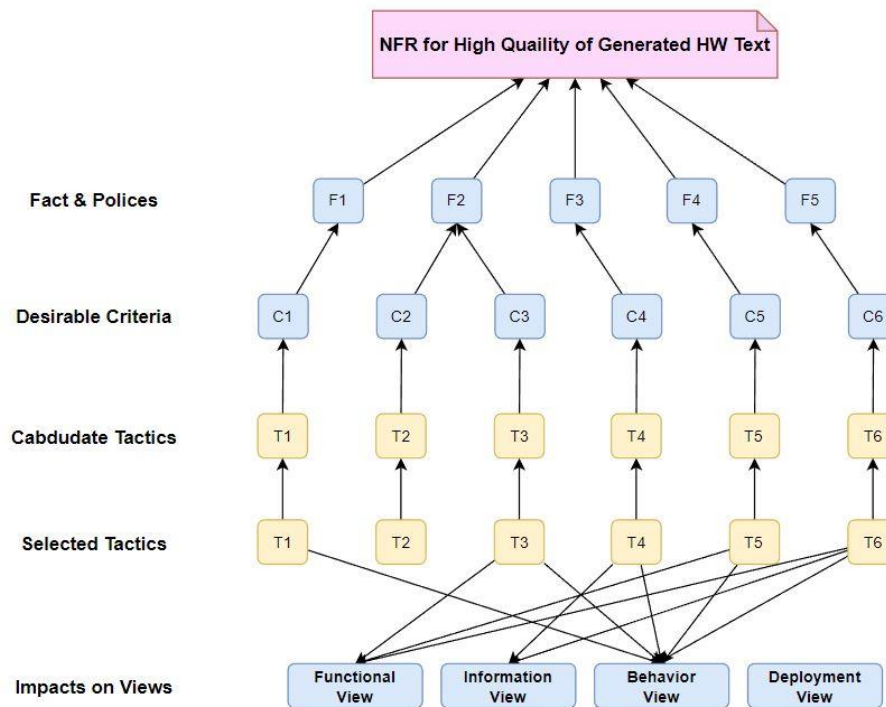 NFR for High Quaility of Generated HW Text
Fact & Polices
F1
F2
F3
F4
F5
Desirable Criteria
C1
C2
C3
C4
C5
C6
Cabdudate Tactics
T1
T2
T3
T4
T5
T6
Selected Tactics
T1
T2
T3
T4
T5
T6
Impacts on Views
Functional
View
Information
View
Behavior
View
Deployment
View